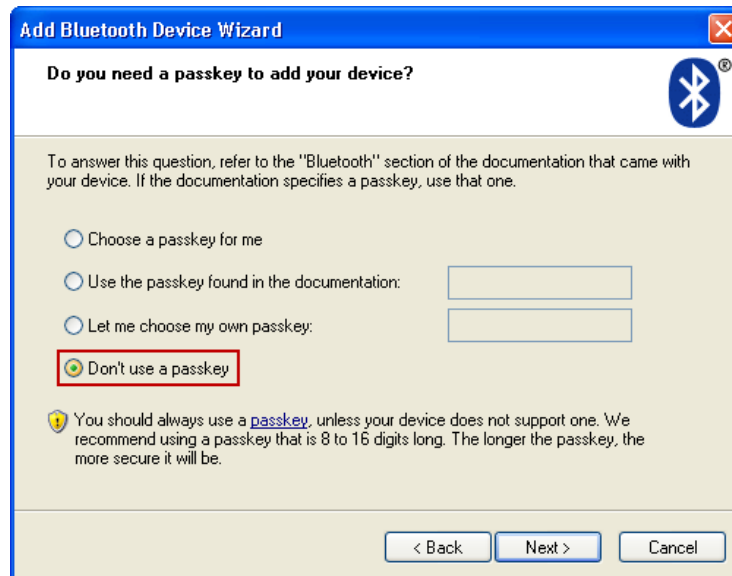 Add Bluetooth Device Wizard
Do you need a passkey to add your device?
®
To answer this question, refer to the "Bluetooth" section of the documentation that came with
your device. If the documentation specifies a passkey, use that one.
Choose a passkey for me
Use the passkey found in the documentation:
Let me choose my own passkey:
Don't use a passkey
You should always use a passkey, unless your device does not support one. We
recommend using a passkey that is 8 to 16 digits long. The longer the passkey, the
more secure it will be.
< Back Next > Cancel